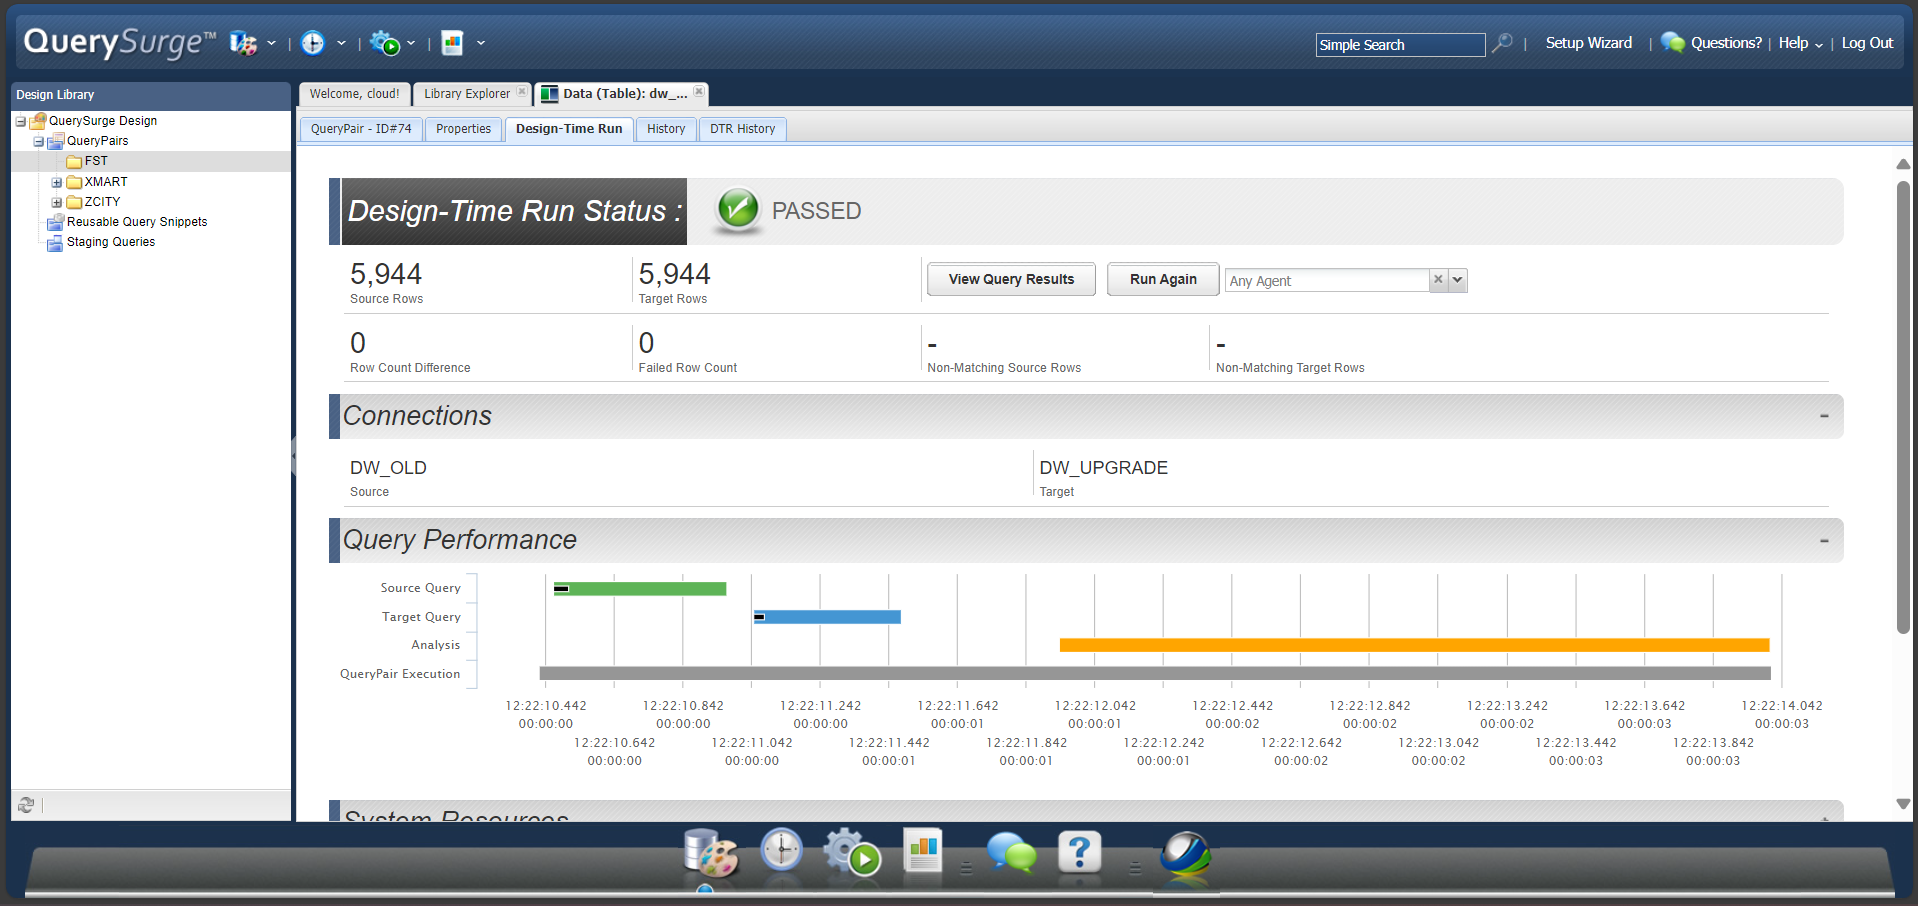 QuerySurge™
Simple Search
Setup Wizard
Questions?
Help
Log Out
Design Library
Welcome, cloud!
Library Explorer
Data (Table): dw_...
QuerySurge Design
QueryPairs
FST
XMART
ZCITY
Reusable Query Snippets
Staging Queries
QueryPair - ID#74
Properties
Design-Time Run
History
DTR History
Design-Time Run Status :
PASSED
5,944
Source Rows
5,944
Target Rows
View Query Results
Run Again
Any Agent
0
Row Count Difference
0
Failed Row Count
-
Non-Matching Source Rows
-
Non-Matching Target Rows
Connections
DW_OLD
Source
DW_UPGRADE
Target
Query Performance
Source Query
Target Query
Analysis
QueryPair Execution
12:22:10.442 12:22:10.842 12:22:11.242 12:22:11.642 12:22:12.042 12:22:12.442 12:22:12.842 12:22:13.242 12:22:13.642 12:22:14.042
00:00:00 00:00:00 00:00:00 00:00:01 00:00:01 00:00:02 00:00:02 00:00:02 00:00:03 00:00:03
12:22:10.642 12:22:11.042 12:22:11.442 12:22:11.842 12:22:12.242 12:22:12.642 12:22:13.042 12:22:13.442 12:22:13.842
00:00:00 00:00:00 00:00:01 00:00:01 00:00:01 00:00:02 00:00:02 00:00:03 00:00:03
System Resources